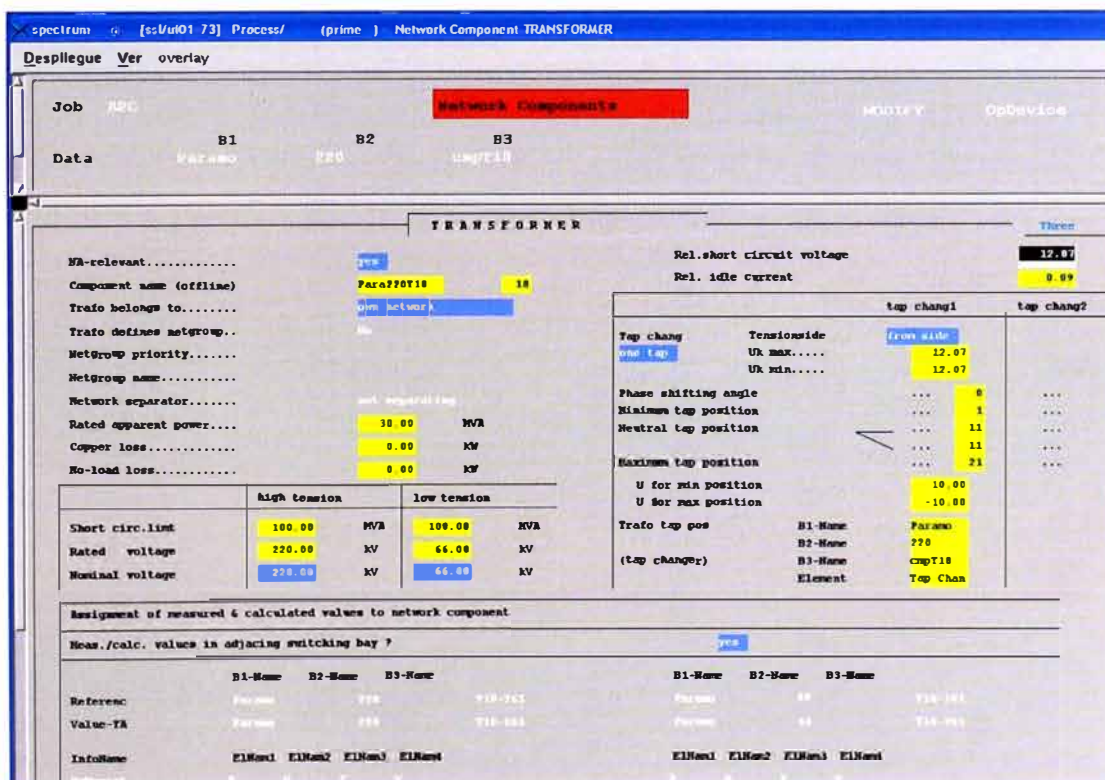 spectrum [ssl/ui01 73] Process/ (prime ) Network Component TRANSFORMER
Despliegue Ver overlay
Job Network Components MODIFY OpDevice
B1 B2 B3
Data Paramo 220 cmpT18
TRANSFORMER
Three
NA-relevant............. yes
Rel.short circuit voltage 12.07
Component name (offline) Para220T18 18
Rel. idle current 0.09
Trafo belongs to........ own network
tap chang1 tap chang2
Trafo defines netgroup.. No
Tap chang Tensionside from side
Netgroup priority.......
one tap Uk max..... 12.07
Netgroup name..........
Uk min..... 12.07
Network separator....... not separating
Phase shifting angle ... 0 ...
Rated apparent power.... 30.00 MVA
Minimum tap position ... 1 ...
Copper loss............ 0.00 kW
Neutral tap position ... 11 ...
... 11 ...
No-load loss............ 0.00 kW
Maximum tap position ... 21 ...
high tension low tension
U for min position 10.00
U for max position -10.00
Short circ.limt 100.00 MVA 100.00 MVA
Trafo tap pos B1-Name Paramo
Rated voltage 220.00 kV 66.00 kV
B2-Name 220
(tap changer) B3-Name cmpT18
Nominal voltage 220.00 kV 66.00 kV
Element Tap Chan
Assignment of measured & calculated values to network component
Meas./calc. values in adjacing switching bay ? yes
B1-Name B2-Name B3-Name B1-Name B2-Name B3-Name
Referenc Paramo Paramo
Value-TA Paramo Paramo
InfoName ElNam1 ElNam2 ElNam3 ElNam4 ElNam1 ElNam2 ElNam3 ElNam4